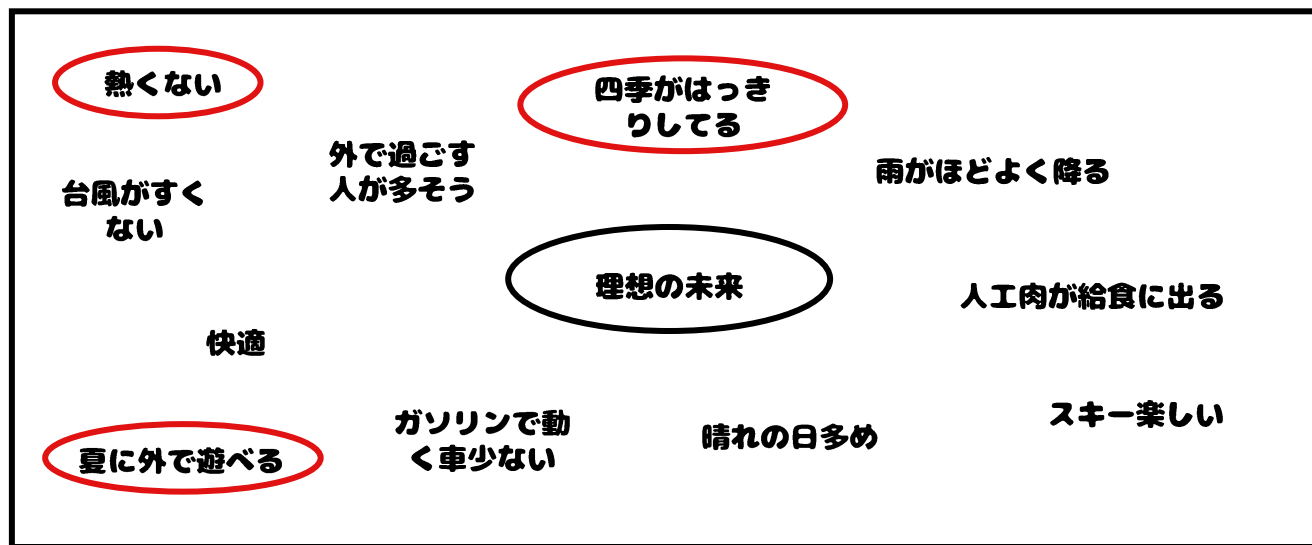 熱くない
四季がはっき
りしてる
外で過ごす
人が多そう
雨がほどよく降る
台風がすく
ない
理想の未来
人工肉が給食に出る
快適
ガソリンで動
く車少ない
晴れの日多め
スキー楽しい
夏に外で遊べる